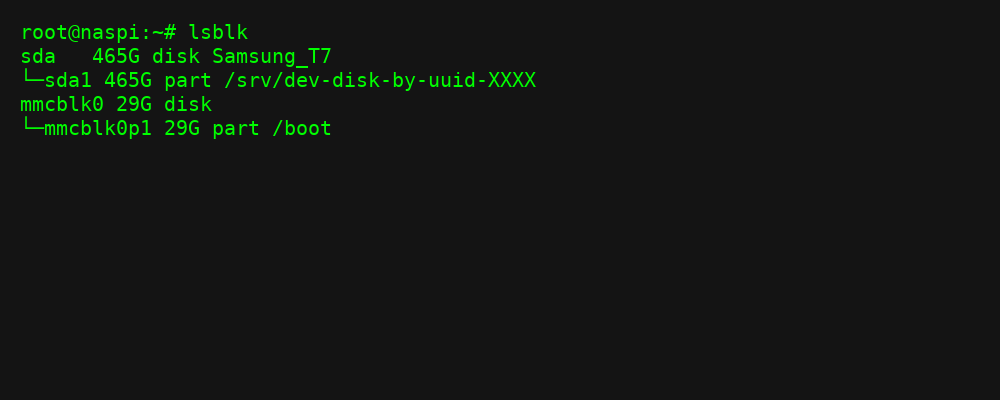 root@naspi:~# lsblk
sda   465G disk Samsung_T7
└─sda1 465G part /srv/dev-disk-by-uuid-XXXX
mmcblk0 29G disk
└─mmcblk0p1 29G part /boot